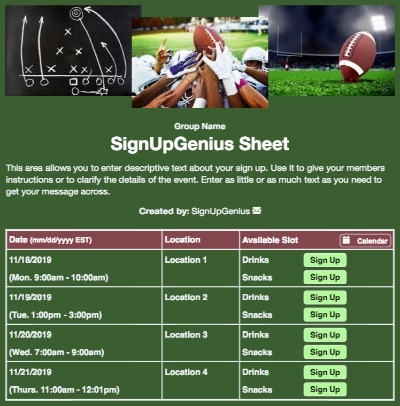 Group Name
SignUpGenius Sheet
This area allows you to enter descriptive text about your sign up. Use it to give your members
instructions or to clarify the details of the event. Enter as little or as much text as you need to
get your message across.
Created by: SignUpGenius
Date (mm/dd/yyyy EST) Location Available Slot Calendar
11/18/2019 Location 1 Drinks Sign Up
(Mon. 9:00am - 10:00am) Snacks Sign Up
11/19/2019 Location 2 Drinks Sign Up
(Tue. 1:00pm - 3:00pm) Snacks Sign Up
11/20/2019 Location 3 Drinks Sign Up
(Wed. 7:00am - 9:00am) Snacks Sign Up
11/21/2019 Location 4 Drinks Sign Up
(Thurs. 11:00am - 12:01pm) Snacks Sign Up